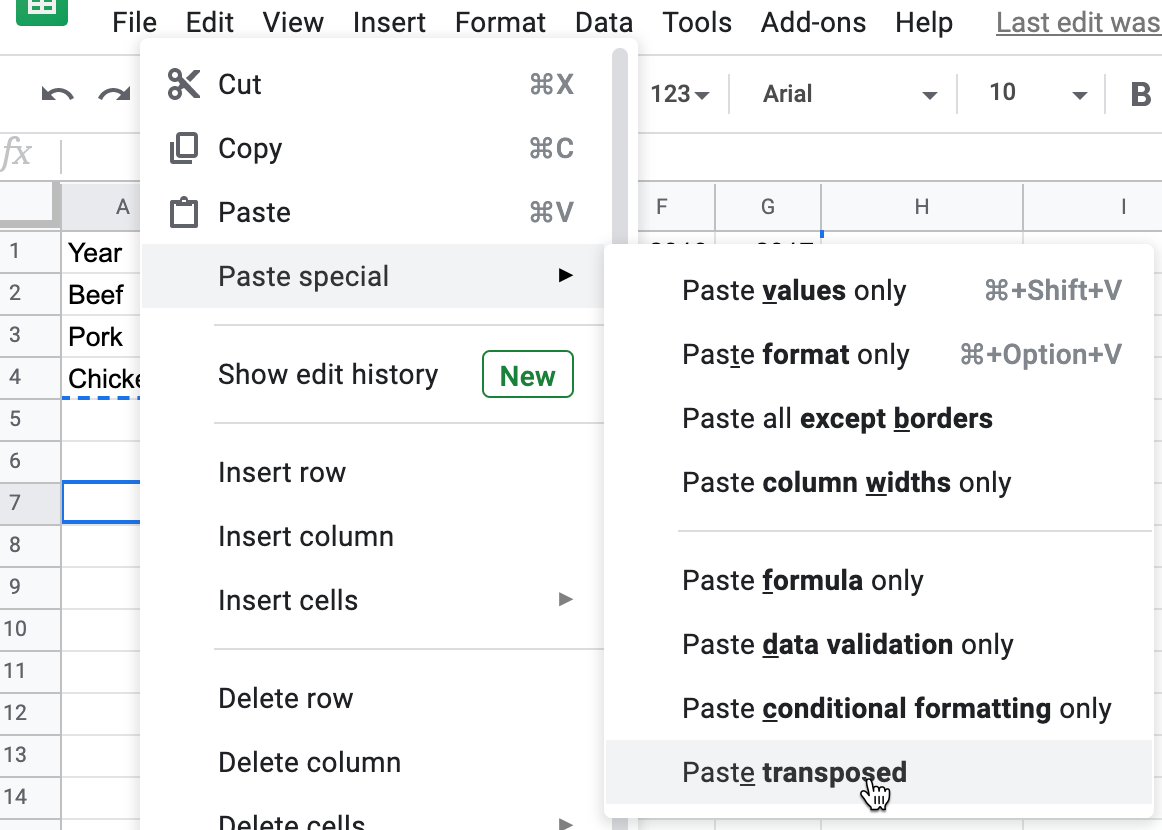 File Edit View Insert Format Data Tools Add-ons Help Last edit was
Cut ⌘X
Copy ⌘C
Paste ⌘V
Paste special ►
Show edit history New
Insert row
Insert column
Insert cells ►
Delete row
Delete column
Delete cells ►
123 Arial 10 B
fx
A F G H I
1 Year
2 Beef
3 Pork
4 Chicke
5
6
7
8
9
10
11
12
13
14
Paste values only ⌘+Shift+V
Paste format only ⌘+Option+V
Paste all except borders
Paste column widths only
Paste formula only
Paste data validation only
Paste conditional formatting only
Paste transposed